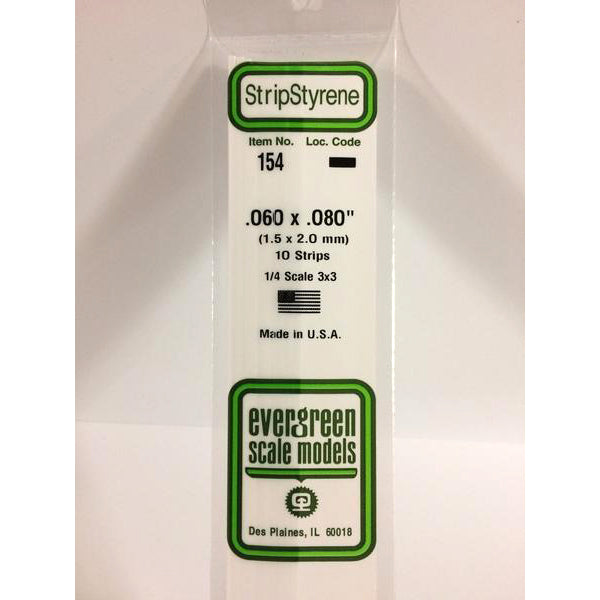 StripStyrene
Item No. Loc. Code
154
.060 x .080"
(1.5 x 2.0 mm)
10 Strips
1/4 Scale 3x3
Made in U.S.A.
evergreen
scale models
Des Plaines, IL 60018